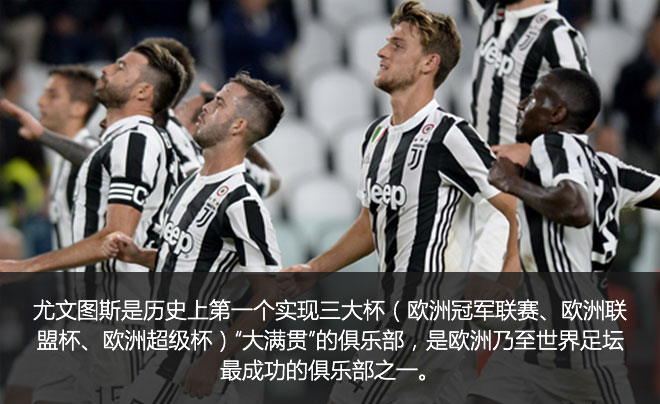 Jeep
Jeep
Jeep
尤文图斯是历史上第一个实现三大杯（欧洲冠军联赛、欧洲联
盟杯、欧洲超级杯）“大满贯”的俱乐部，是欧洲乃至世界足坛
最成功的俱乐部之一。